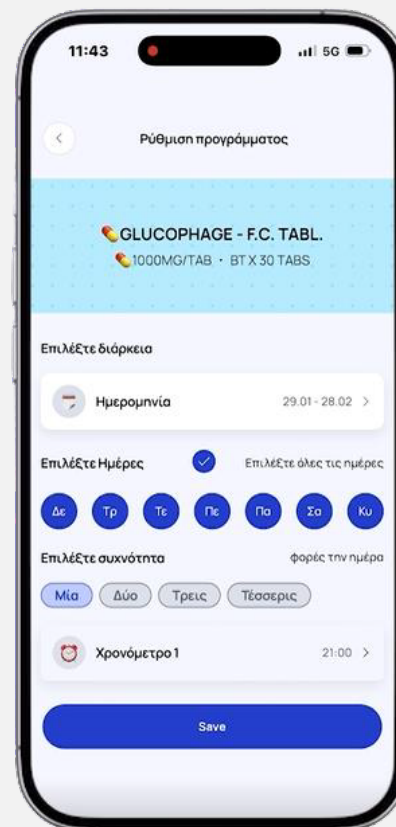 11:43
5G
Ρύθμιση προγράμματος
GLUCOPHAGE - F.C. TABL.
1000MG/TAB · BT X 30 TABS
Επιλέξτε διάρκεια
Ημερομηνία 29.01 - 28.02
Επιλέξτε Ημέρες Επιλέξτε όλες τις ημέρες
Δε Τρ Τε Πε Πα Σα Κυ
Επιλέξτε συχνότητα φορές την ημέρα
Μία Δύο Τρεις Τέσσερις
Χρονόμετρο 1 21:00
Save